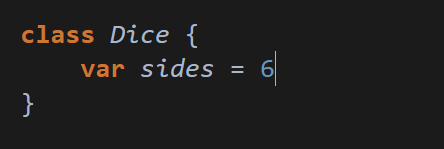 class Dice {
    var sides = 6
}